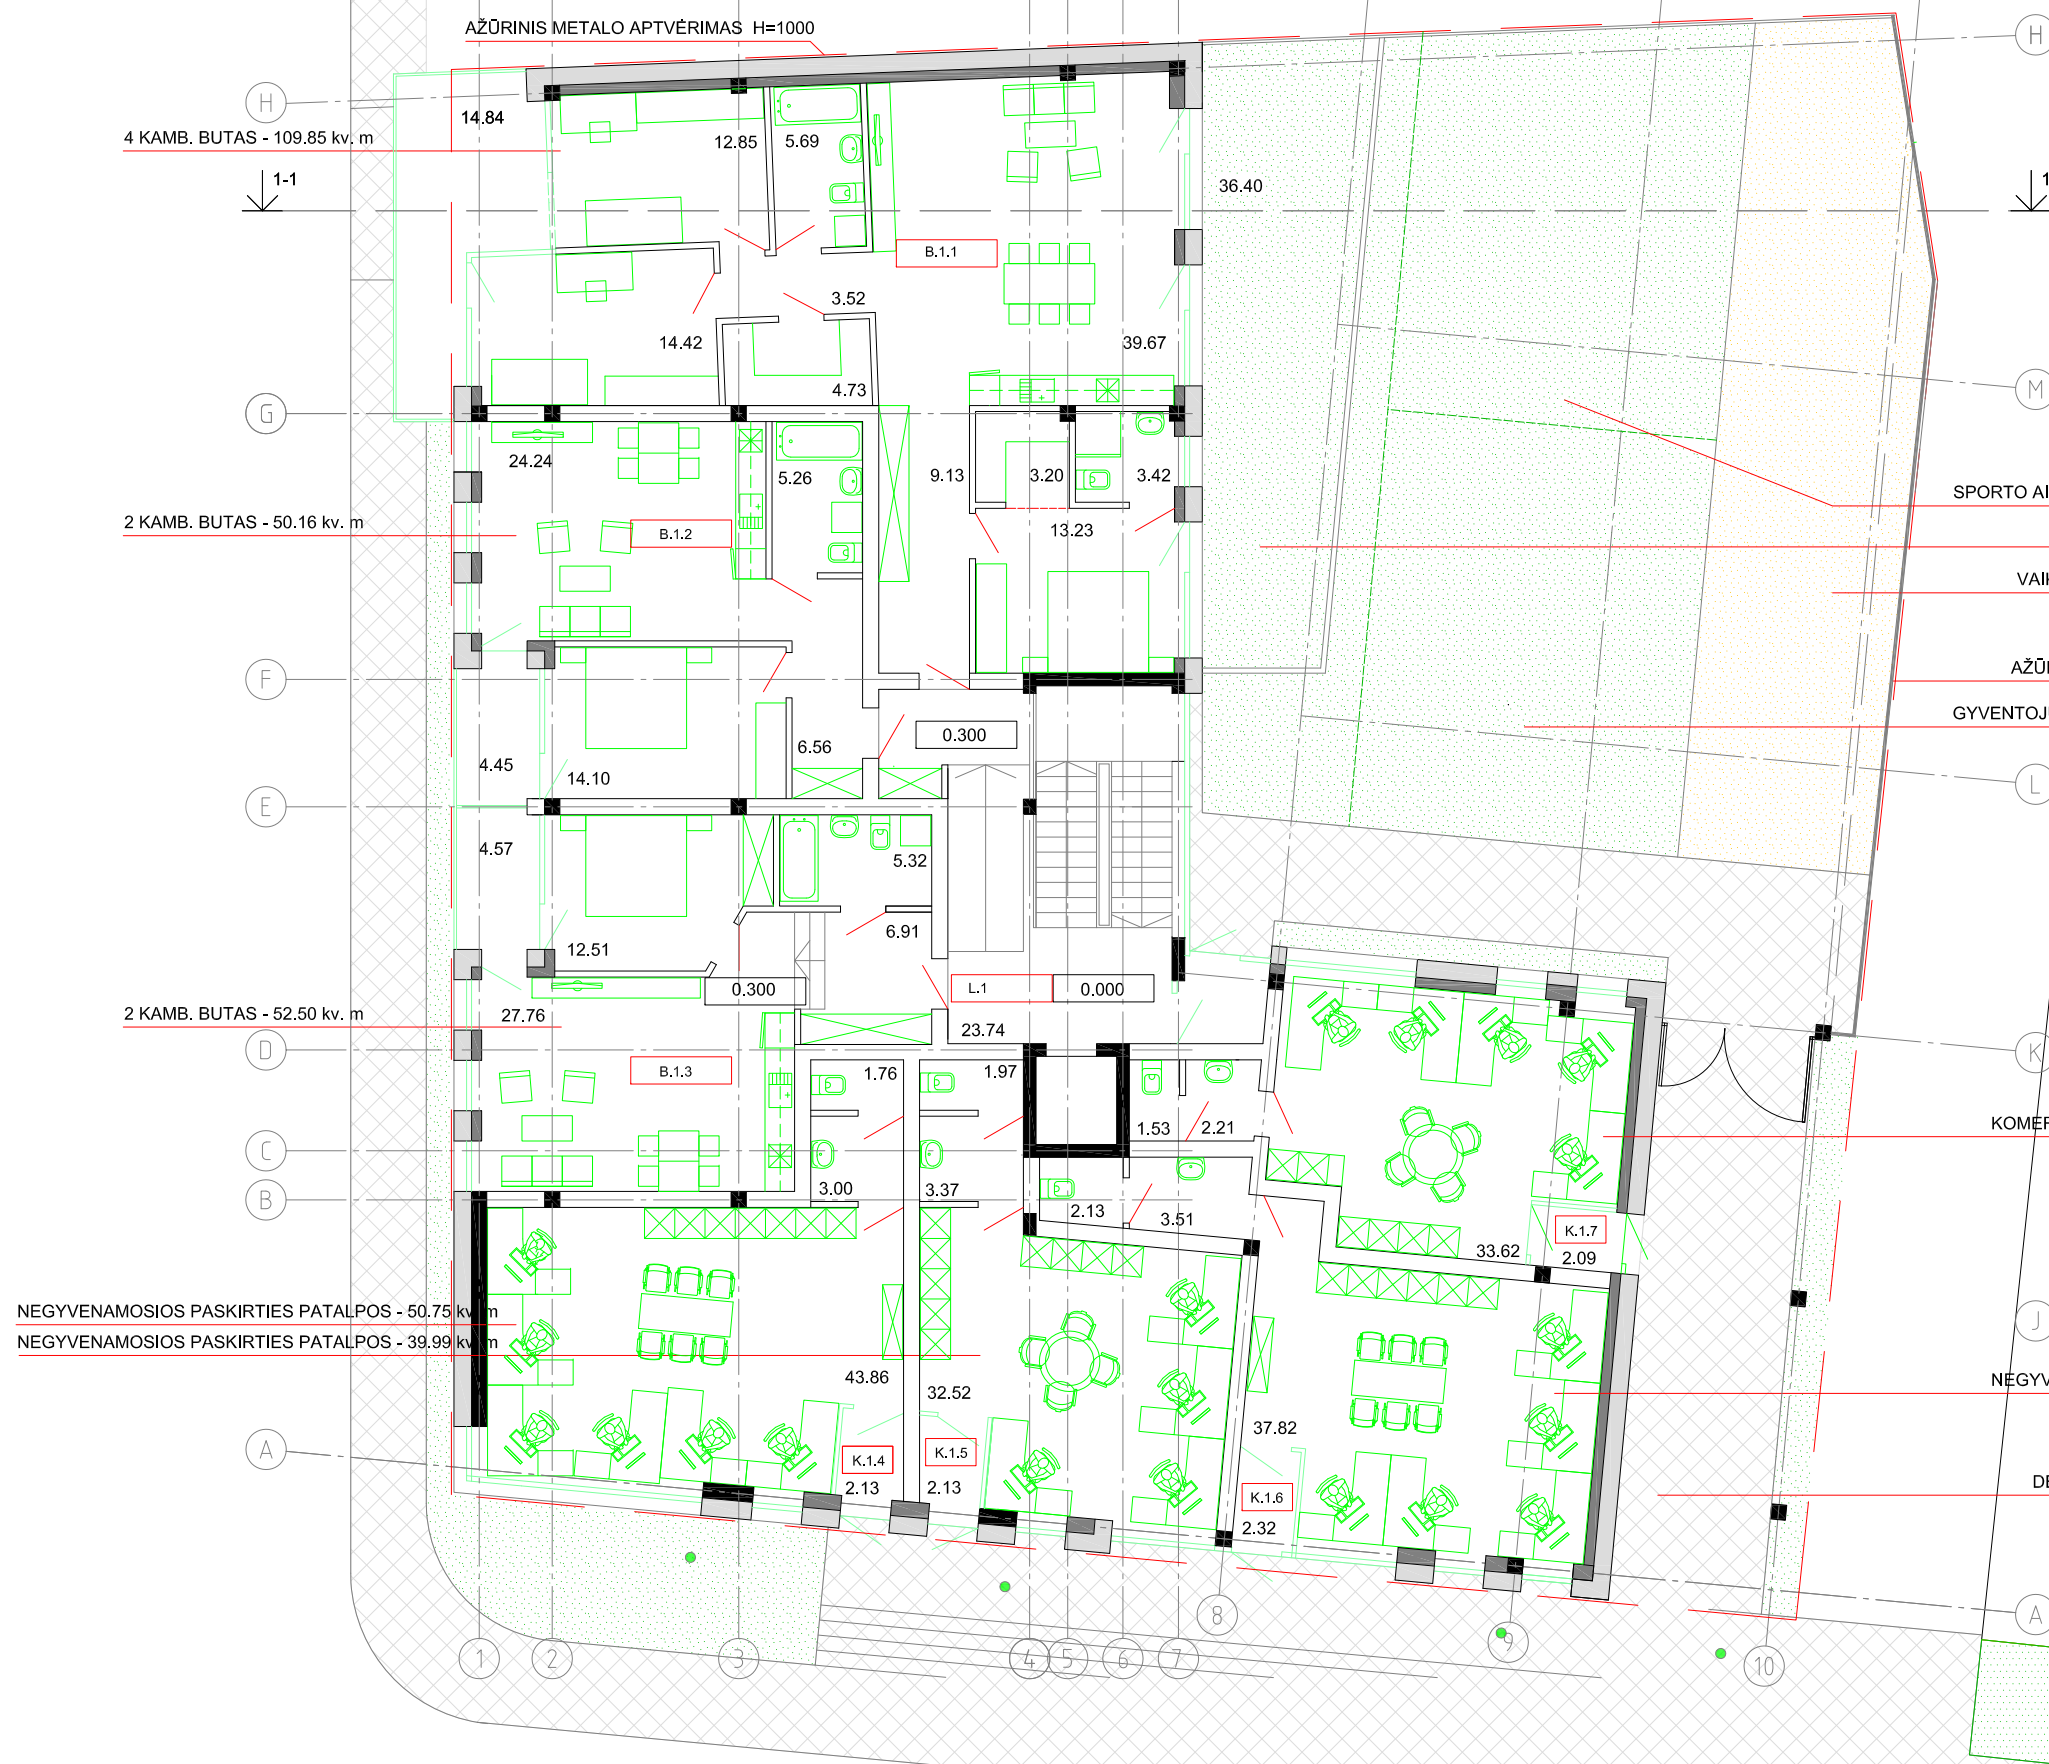 AŽŪRINIS METALO APTVĖRIMAS H=1000
H
H
14.84
4 KAMB. BUTAS - 109.85 kv. m
12.85
5.69
1-1
36.40
B.1.1
3.52
14.42
39.67
4.73
M
G
24.24
5.26
9.13
3.20
3.42
SPORTO
2 KAMB. BUTAS - 50.16 kv. m
B.1.2
13.23
F
6.56
0.300
4.45
14.10
L
E
4.57
5.32
12.51
6.91
0.300
L.1
0.000
2 KAMB. BUTAS - 52.50 kv. m
27.76
23.74
D
K
B.1.3
1.76
1.97
1.53
2.21
C
3.00
3.37
2.13
3.51
B
K.1.7
33.62
2.09
NEGYVENAMOSIOS PASKIRTIES PATALPOS - 50.75 kv. m
J
NEGYVENAMOSIOS PASKIRTIES PATALPOS - 39.99 kv. m
43.86
32.52
37.82
A
K.1.4
K.1.5
2.13
2.13
K.1.6
2.32
8
A
1
2
3
4
5
6
7
9
10